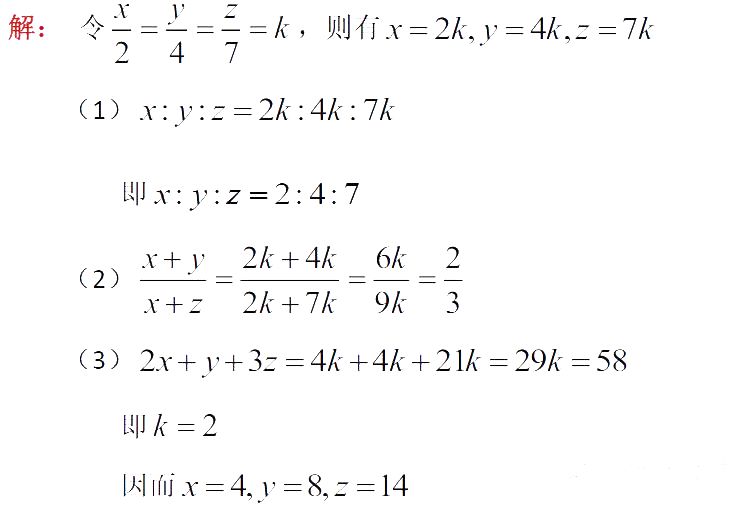 解： 令 x/2 = y/4 = z/7 = k ，则有 x = 2k, y = 4k, z = 7k
（1） x : y : z = 2k : 4k : 7k
即 x : y : z = 2 : 4 : 7
（2） (x + y)/(x + z) = (2k + 4k)/(2k + 7k) = 6k/9k = 2/3
（3） 2x + y + 3z = 4k + 4k + 21k = 29k = 58
即 k = 2
因而 x = 4, y = 8, z = 14